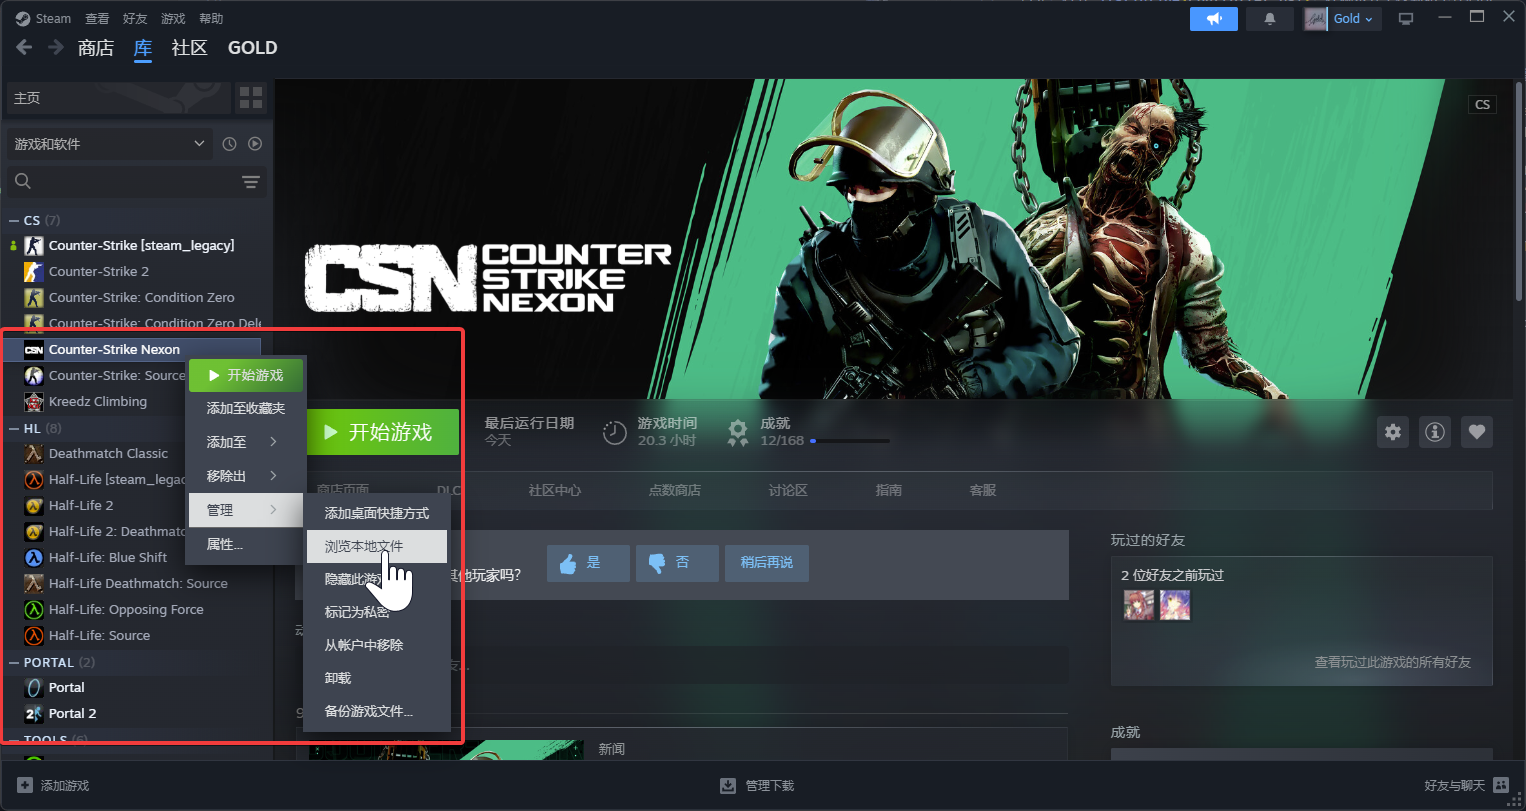 Steam 查看 好友 游戏 帮助
Gold
商店 库 社区 GOLD
主页
游戏和软件
CS (7)
Counter-Strike [steam_legacy]
Counter-Strike 2
Counter-Strike: Condition Zero
Counter-Strike: Condition Zero Dele
CSN Counter-Strike Nexon
Counter-Strike: Source
Kreedz Climbing
HL (8)
Deathmatch Classic
Half-Life [steam_legac
Half-Life 2
Half-Life 2: Deathmatc
Half-Life: Blue Shift
Half-Life Deathmatch: Source
Half-Life: Opposing Force
Half-Life: Source
PORTAL (2)
Portal
Portal 2
TOOLS (6)
开始游戏
添加至收藏夹
添加至
移除出
管理
属性...
添加桌面快捷方式
浏览本地文件
隐藏此游戏
标记为私密
从帐户中移除
卸载
备份游戏文件...
CS
CSN COUNTER
STRIKE
NEXON
开始游戏
最后运行日期
今天
游戏时间
20.3 小时
成就
12/168
商店页面 DLC 社区中心 点数商店 讨论区 指南 客服
其他玩家吗?
是 否 稍后再说
友...
新闻
玩过的好友
2 位好友之前玩过
查看玩过此游戏的所有好友
成就
添加游戏
管理下载
好友与聊天